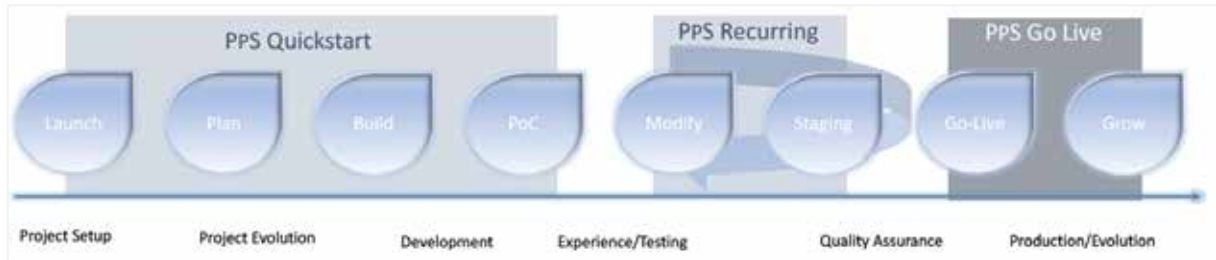 PPS Quickstart
PPS Recurring
PPS Go Live
Launch
Plan
Build
PoC
Modify
Staging
Go-Live
Grow
Project Setup
Project Evolution
Development
Experience/Testing
Quality Assurance
Production/Evolution